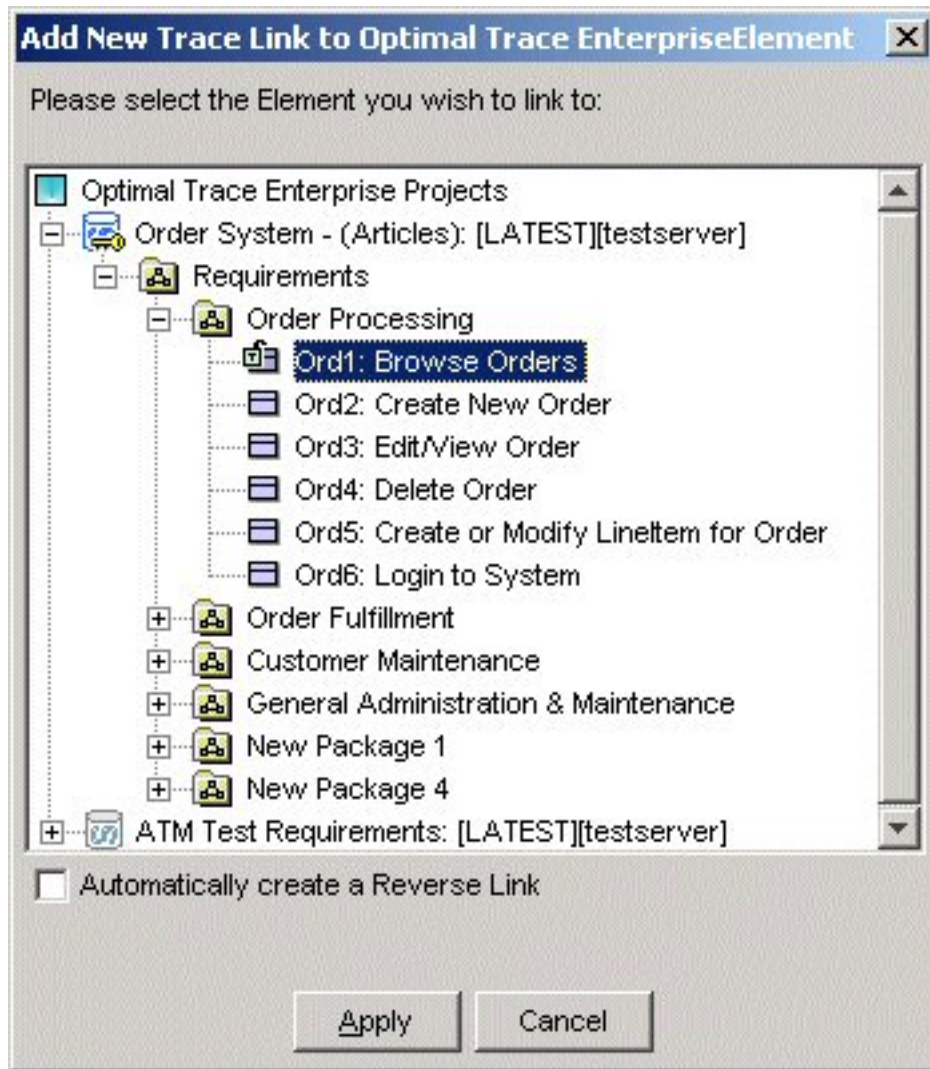 Add New Trace Link to Optimal Trace EnterpriseElement
Please select the Element you wish to link to:
Optimal Trace Enterprise Projects
Order System - (Articles): [LATEST][testserver]
Requirements
Order Processing
Ord1: Browse Orders
Ord2: Create New Order
Ord3: Edit/View Order
Ord4: Delete Order
Ord5: Create or Modify LineItem for Order
Ord6: Login to System
Order Fulfillment
Customer Maintenance
General Administration & Maintenance
New Package 1
New Package 4
ATM Test Requirements: [LATEST][testserver]
Automatically create a Reverse Link
Apply
Cancel